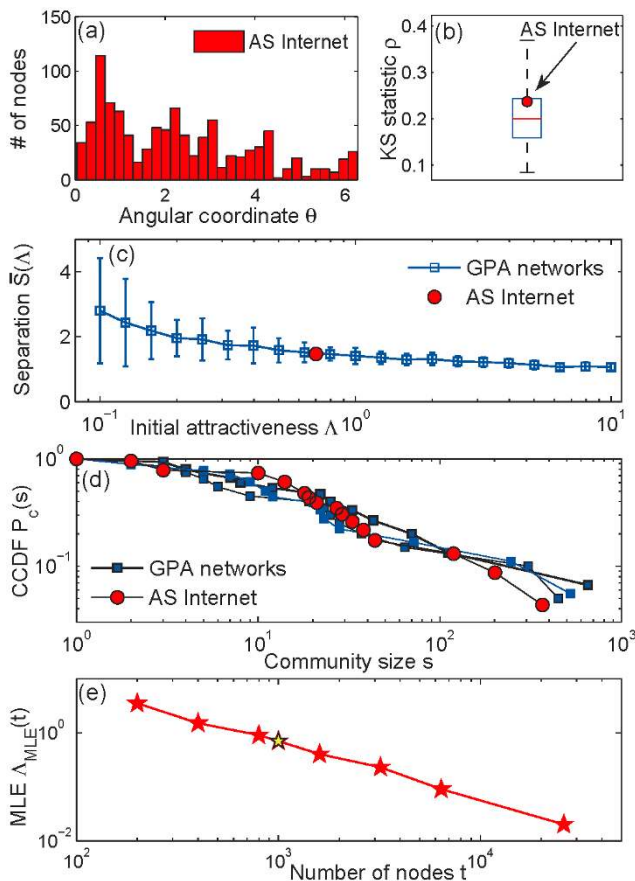 (a)
AS Internet
150
100
50
0
# of nodes
0
2
4
6
Angular coordinate θ
(b)
AS Internet
0.4
0.3
0.2
0.1
KS statistic ρ
(c)
GPA networks
AS Internet
4
2
0
Separation S̄(Λ)
10⁻¹
10⁰
10¹
Initial attractiveness Λ
10⁰
10⁻¹
(d)
GPA networks
AS Internet
CCDF P_c(s)
10⁰
10¹
10²
10³
Community size s
(e)
10⁰
10⁻²
MLE Λ_MLE(t)
10²
10³
10⁴
Number of nodes t